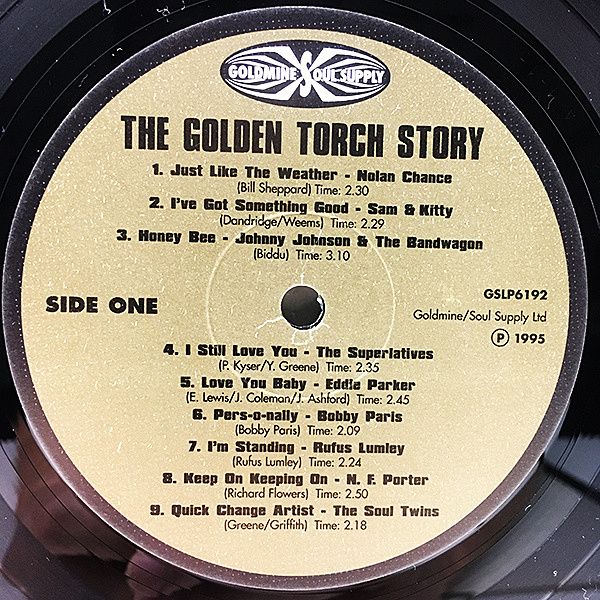 GOLDMINE SOUL SUPPLY
THE GOLDEN TORCH STORY
1. Just Like The Weather - Nolan Chance
(Bill Sheppard) Time: 2.30
2. I've Got Something Good - Sam & Kitty
(Dandridge/Weems) Time: 2.29
3. Honey Bee - Johnny Johnson & The Bandwagon
(Biddu) Time: 3.10
SIDE ONE
GSLP6192
Goldmine/Soul Supply Ltd
Ⓟ 1995
4. I Still Love You - The Superlatives
(P. Kyser/Y. Greene) Time: 2.35
5. Love You Baby - Eddie Parker
(E. Lewis/J. Coleman/J. Ashford) Time: 2.45
6. Pers-o-nally - Bobby Paris
(Bobby Paris) Time: 2.09
7. I'm Standing - Rufus Lumley
(Rufus Lumley) Time: 2.24
8. Keep On Keeping On - N. F. Porter
(Richard Flowers) Time: 2.50
9. Quick Change Artist - The Soul Twins
(Greene/Griffith) Time: 2.18